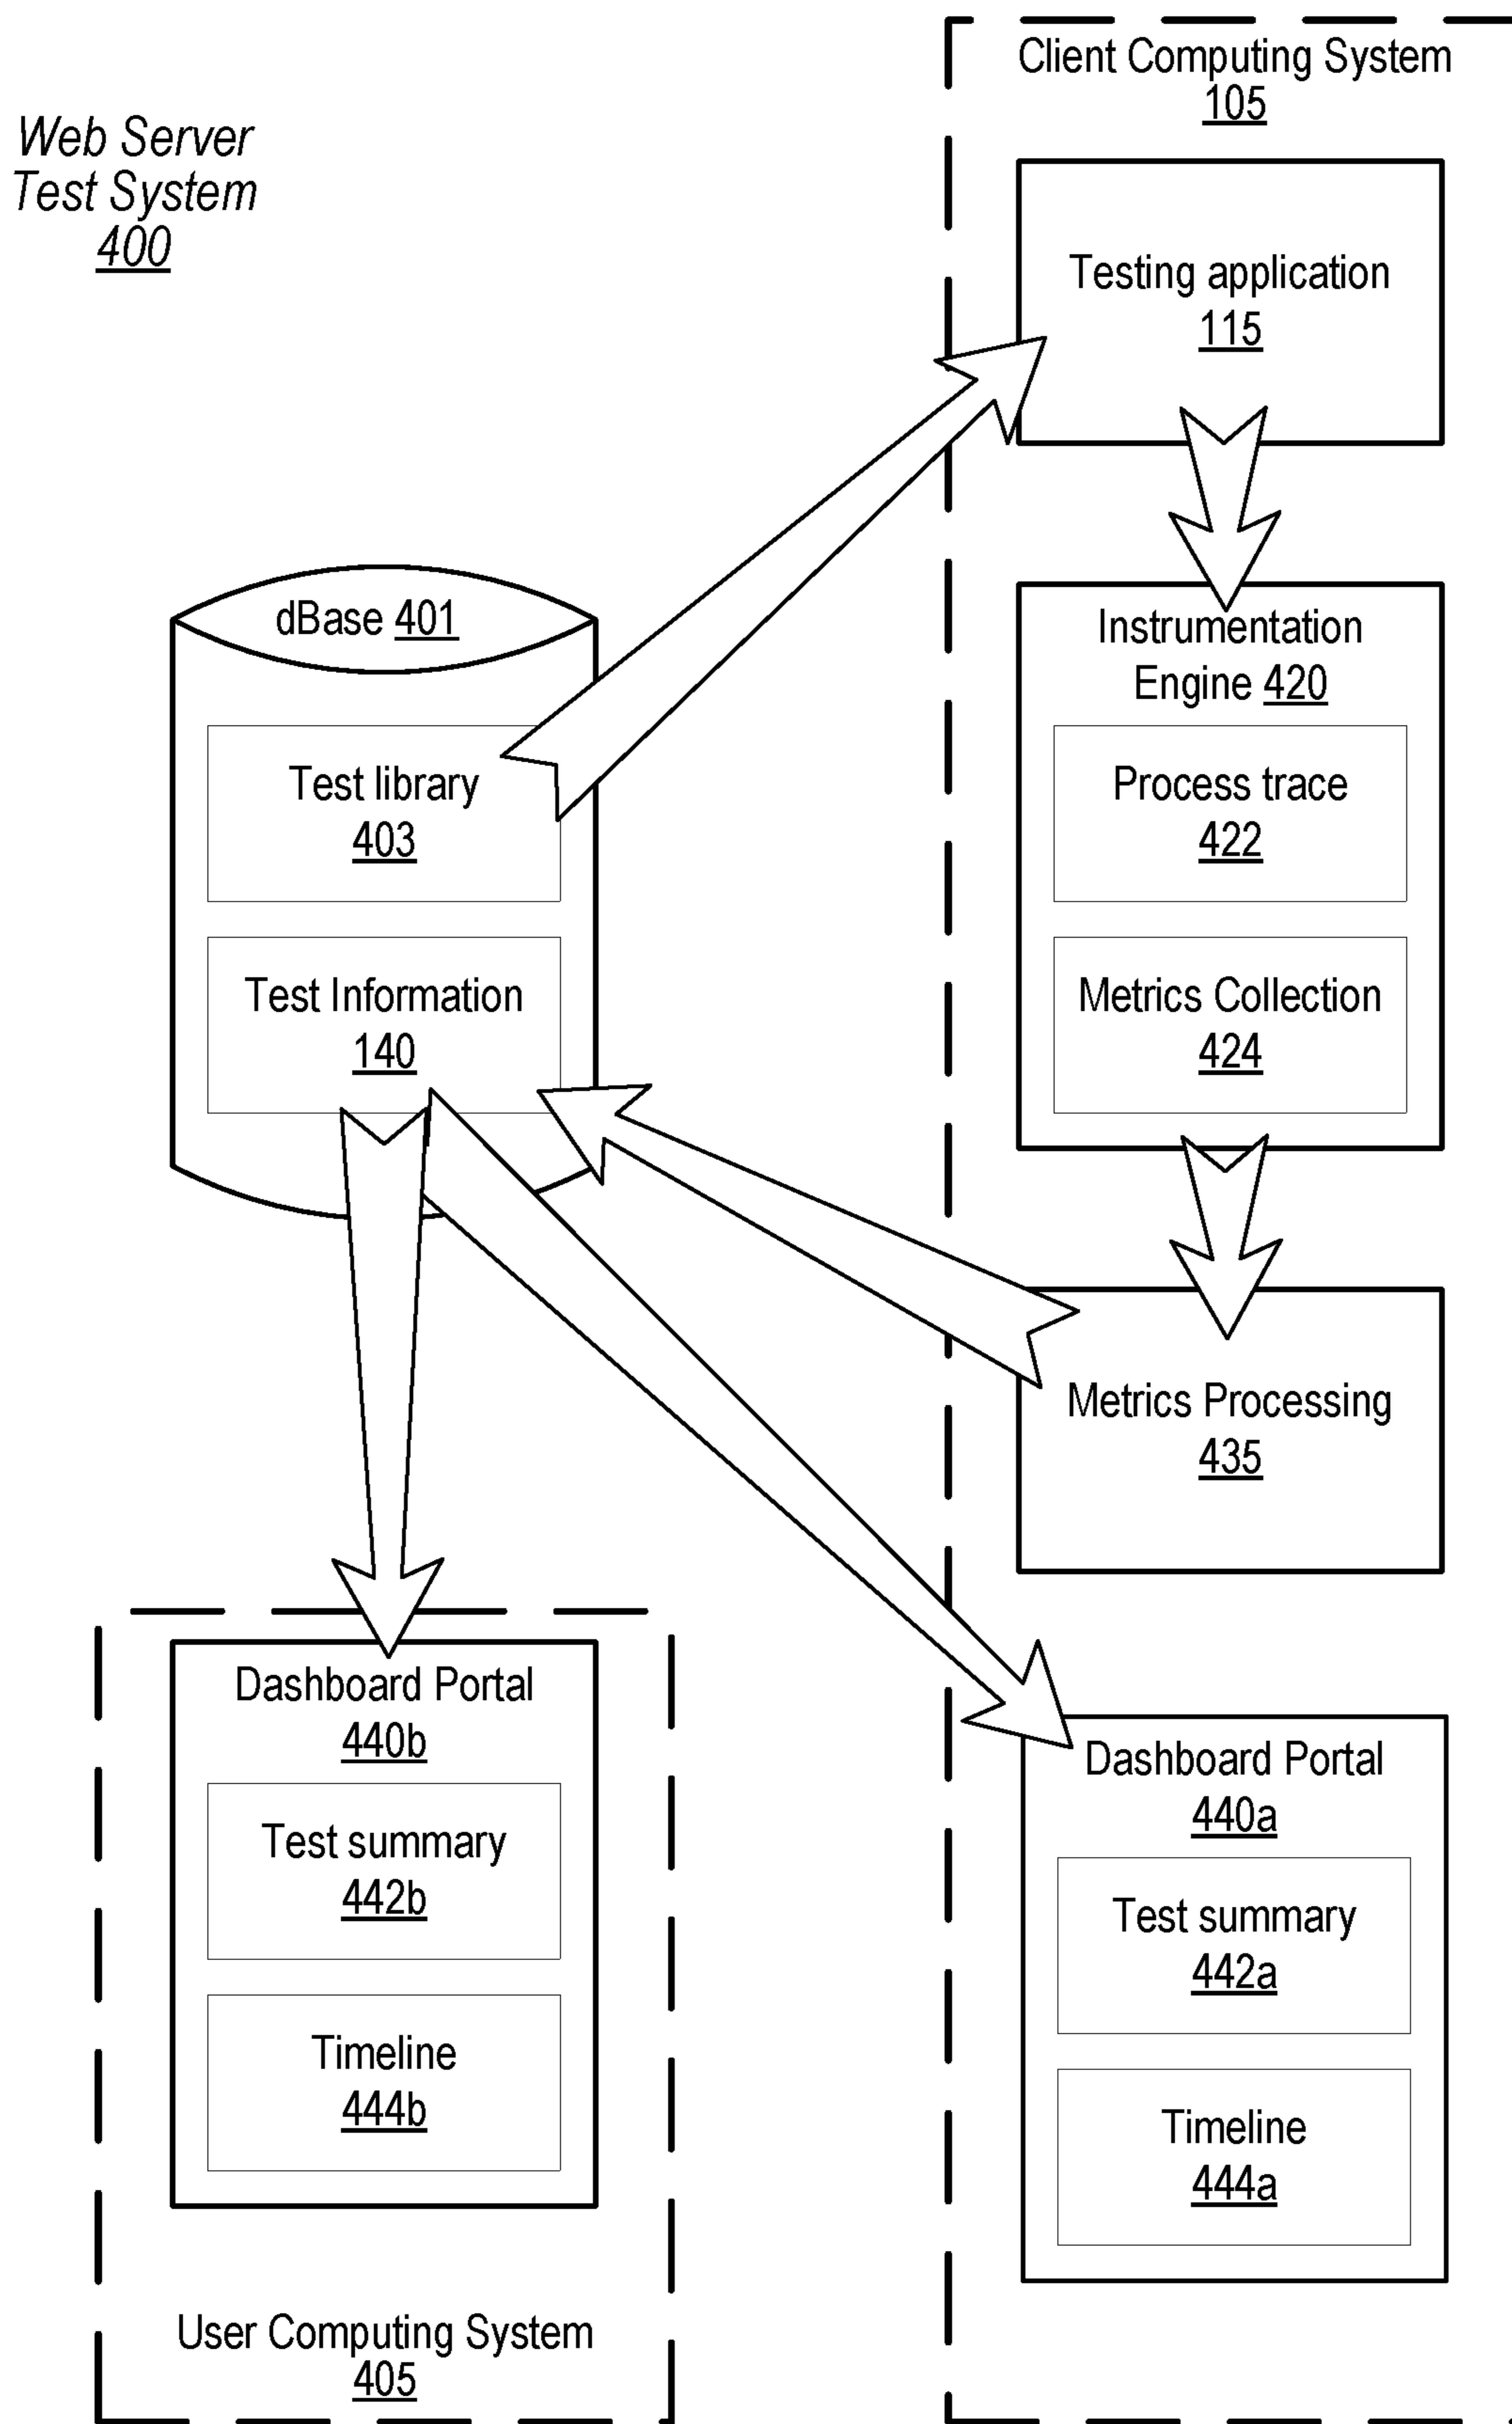 Web Server
Test System
400
Client Computing System
105
Testing application
115
dBase 401
Test library
403
Test Information
140
Instrumentation
Engine 420
Process trace
422
Metrics Collection
424
Metrics Processing
435
Dashboard Portal
440b
Test summary
442b
Timeline
444b
User Computing System
405
Dashboard Portal
440a
Test summary
442a
Timeline
444a